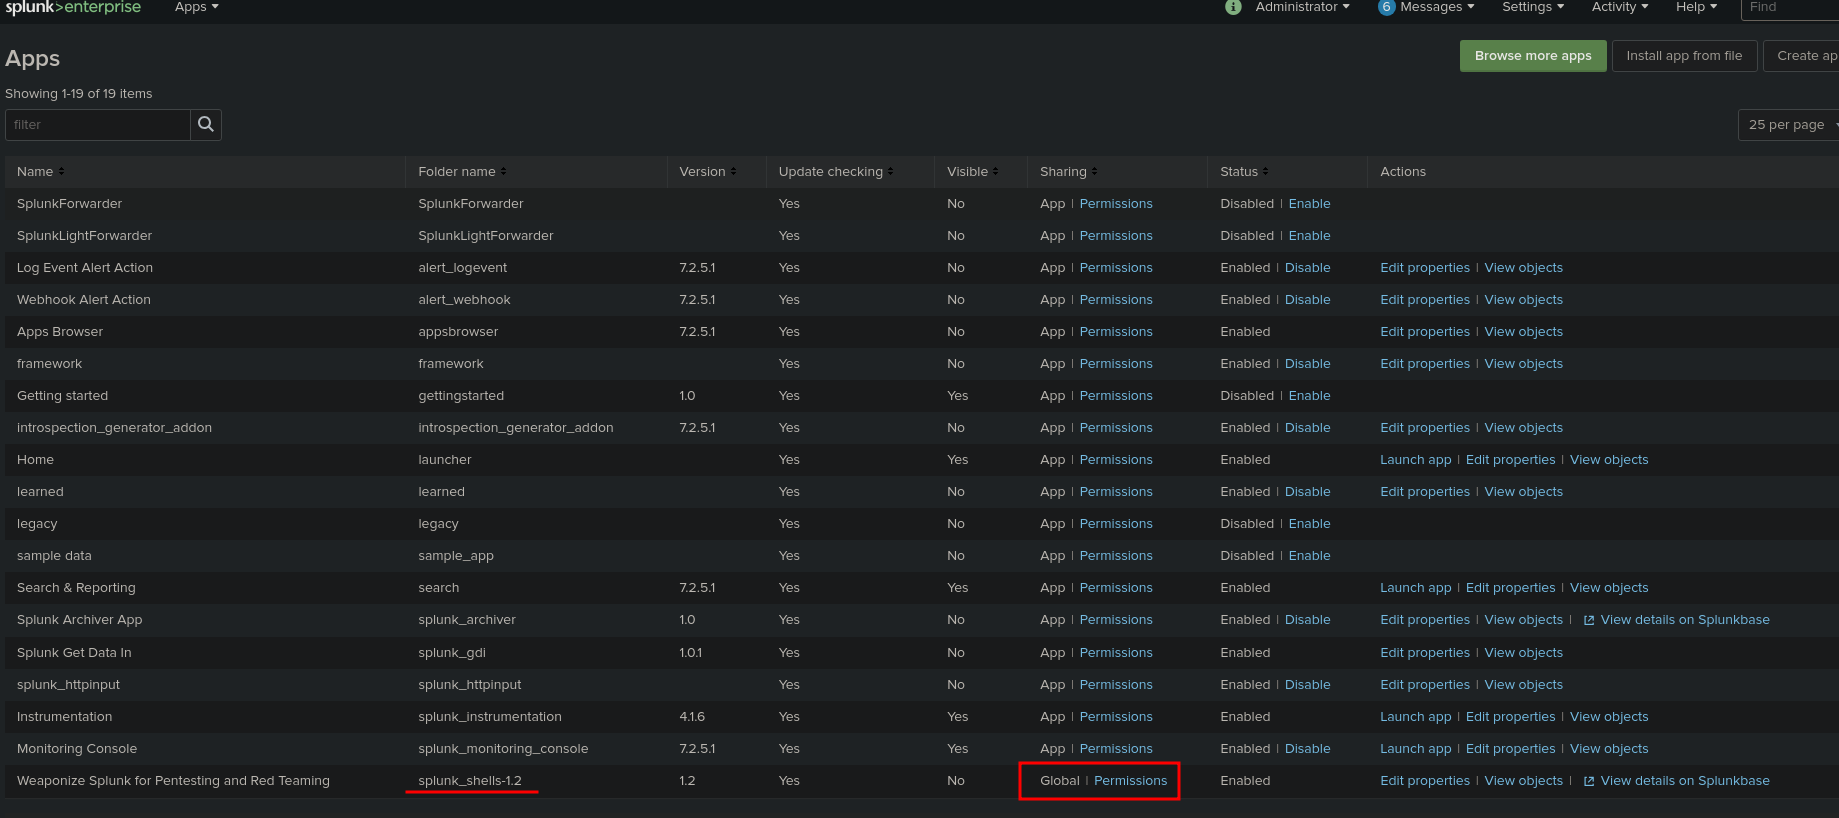 splunk>enterprise Apps Administrator 6 Messages Settings Activity Help Find
Apps Browse more apps Install app from file Create ap
Showing 1-19 of 19 items
filter 25 per page
Name Folder name Version Update checking Visible Sharing Status Actions
SplunkForwarder SplunkForwarder Yes No App | Permissions Disabled | Enable
SplunkLightForwarder SplunkLightForwarder Yes No App | Permissions Disabled | Enable
Log Event Alert Action alert_logevent 7.2.5.1 Yes No App | Permissions Enabled | Disable Edit properties | View objects
Webhook Alert Action alert_webhook 7.2.5.1 Yes No App | Permissions Enabled | Disable Edit properties | View objects
Apps Browser appsbrowser 7.2.5.1 Yes No App | Permissions Enabled Edit properties | View objects
framework framework Yes No App | Permissions Enabled | Disable Edit properties | View objects
Getting started gettingstarted 1.0 Yes Yes App | Permissions Disabled | Enable
introspection_generator_addon introspection_generator_addon 7.2.5.1 Yes No App | Permissions Enabled | Disable Edit properties | View objects
Home launcher Yes Yes App | Permissions Enabled Launch app | Edit properties | View objects
learned learned Yes No App | Permissions Enabled | Disable Edit properties | View objects
legacy legacy Yes No App | Permissions Disabled | Enable
sample data sample_app Yes No App | Permissions Disabled | Enable
Search & Reporting search 7.2.5.1 Yes Yes App | Permissions Enabled Launch app | Edit properties | View objects
Splunk Archiver App splunk_archiver 1.0 Yes No App | Permissions Enabled | Disable Edit properties | View objects | View details on Splunkbase
Splunk Get Data In splunk_gdi 1.0.1 Yes No App | Permissions Enabled Edit properties | View objects
splunk_httpinput splunk_httpinput Yes No App | Permissions Enabled | Disable Edit properties | View objects
Instrumentation splunk_instrumentation 4.1.6 Yes Yes App | Permissions Enabled Launch app | Edit properties | View objects
Monitoring Console splunk_monitoring_console 7.2.5.1 Yes Yes App | Permissions Enabled | Disable Launch app | Edit properties | View objects
Weaponize Splunk for Pentesting and Red Teaming splunk_shells-1.2 1.2 Yes No Global | Permissions Enabled Edit properties | View objects | View details on Splunkbase